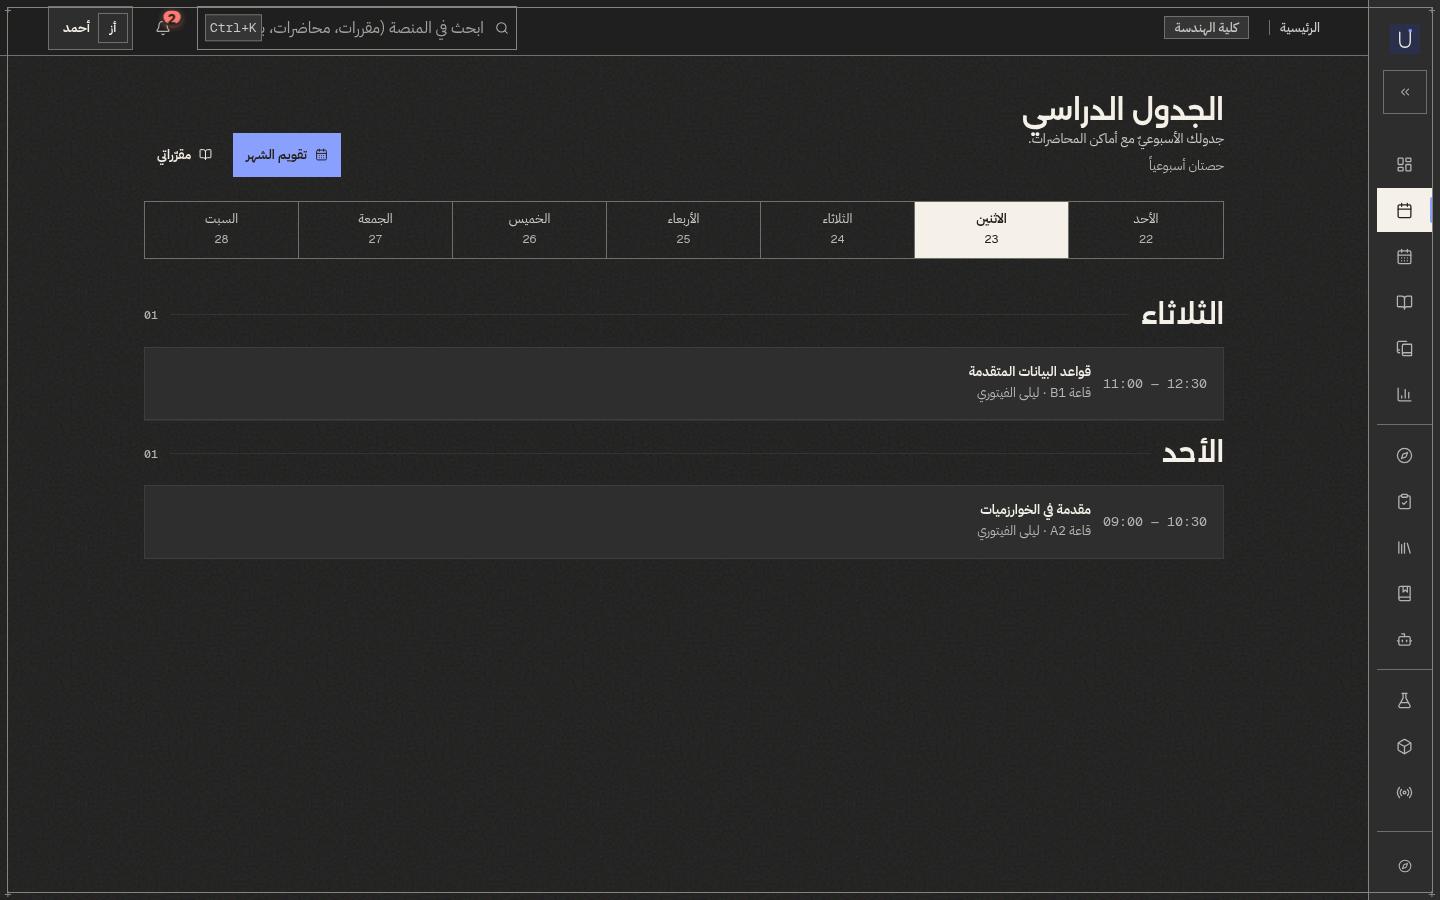 الرئيسية
كلية الهندسة
ابحث في المنصة (مقررات، محاضرات،
Ctrl+K
2
أز
أحمد
الجدول الدراسي
جدولك الأسبوعيّ مع أماكن المحاضرات.
حصتان أسبوعياً
تقويم الشهر
مقرّراتي
الأحد
22
الاثنين
23
الثلاثاء
24
الأربعاء
25
الخميس
26
الجمعة
27
السبت
28
الثلاثاء
01
11:00 — 12:30
قواعد البيانات المتقدمة
قاعة B1 · ليلى الفيتوري
الأحد
01
09:00 — 10:30
مقدمة في الخوارزميات
قاعة A2 · ليلى الفيتوري